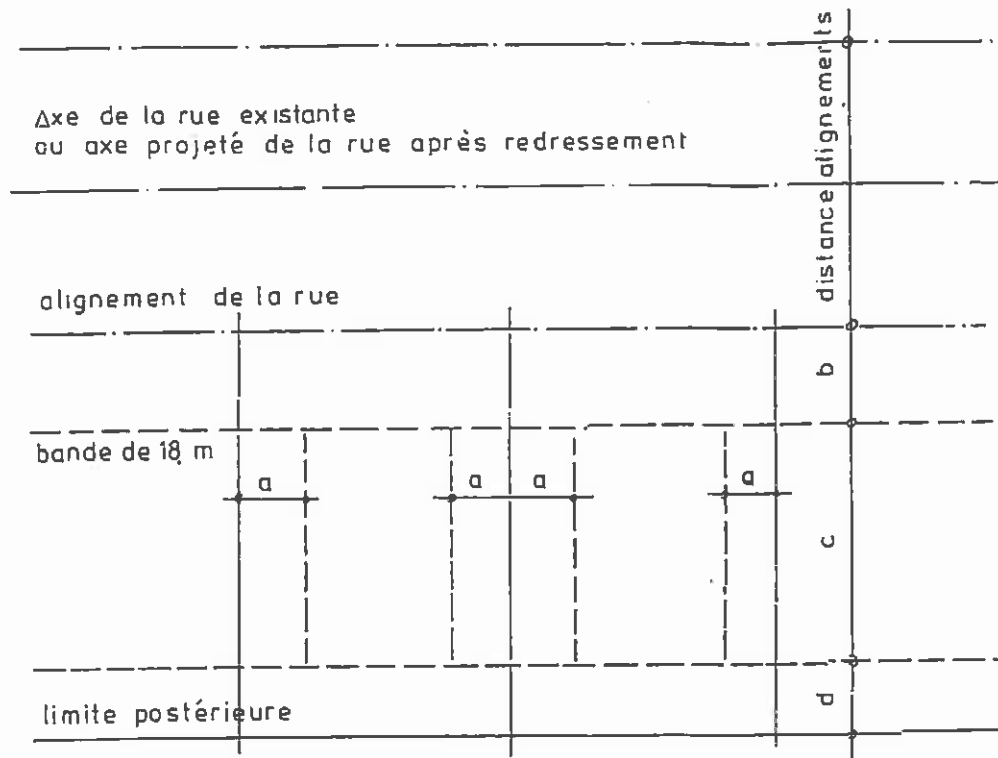 distance alignements
Axe de la rue existante
ou axe projeté de la rue après redressement
alignement de la rue
b
bande de 18 m
a
a
a
a
c
limite postérieure
d